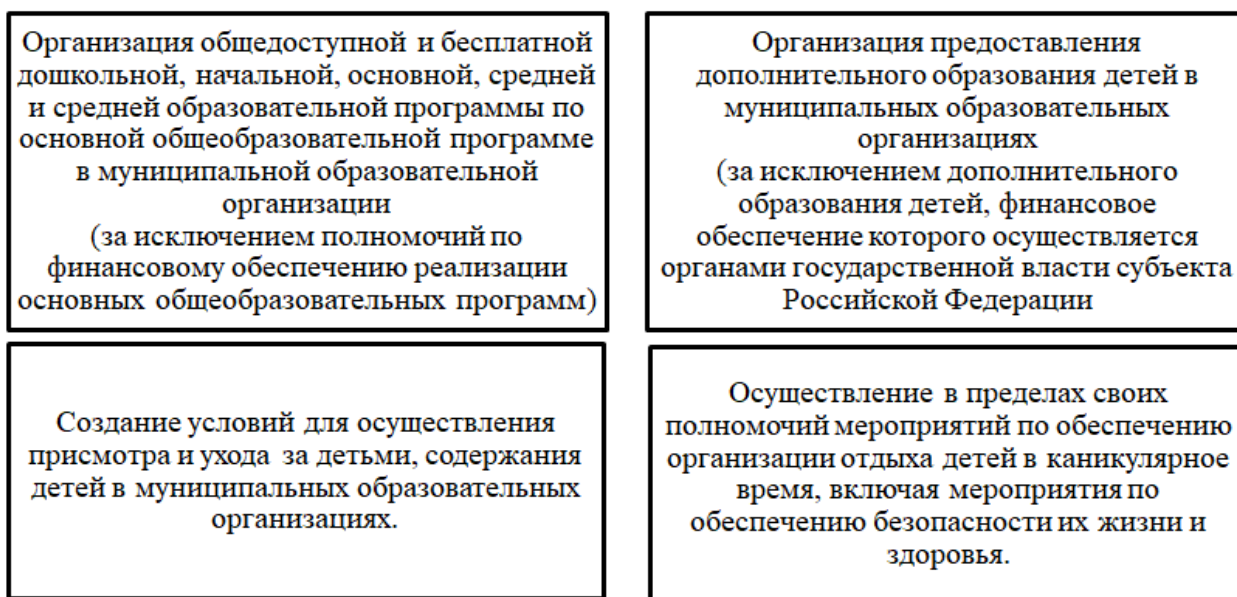 Организация общедоступной и бесплатной
дошкольной, начальной, основной, средней
и средней образовательной программы по
основной общеобразовательной программе
в муниципальной образовательной
организации
(за исключением полномочий по
финансовому обеспечению реализации
основных общеобразовательных программ)
Организация предоставления
дополнительного образования детей в
муниципальных образовательных
организациях
(за исключением дополнительного
образования детей, финансовое
обеспечение которого осуществляется
органами государственной власти субъекта
Российской Федерации
Создание условий для осуществления
присмотра и ухода за детьми, содержания
детей в муниципальных образовательных
организациях.
Осуществление в пределах своих
полномочий мероприятий по обеспечению
организации отдыха детей в каникулярное
время, включая мероприятия по
обеспечению безопасности их жизни и
здоровья.